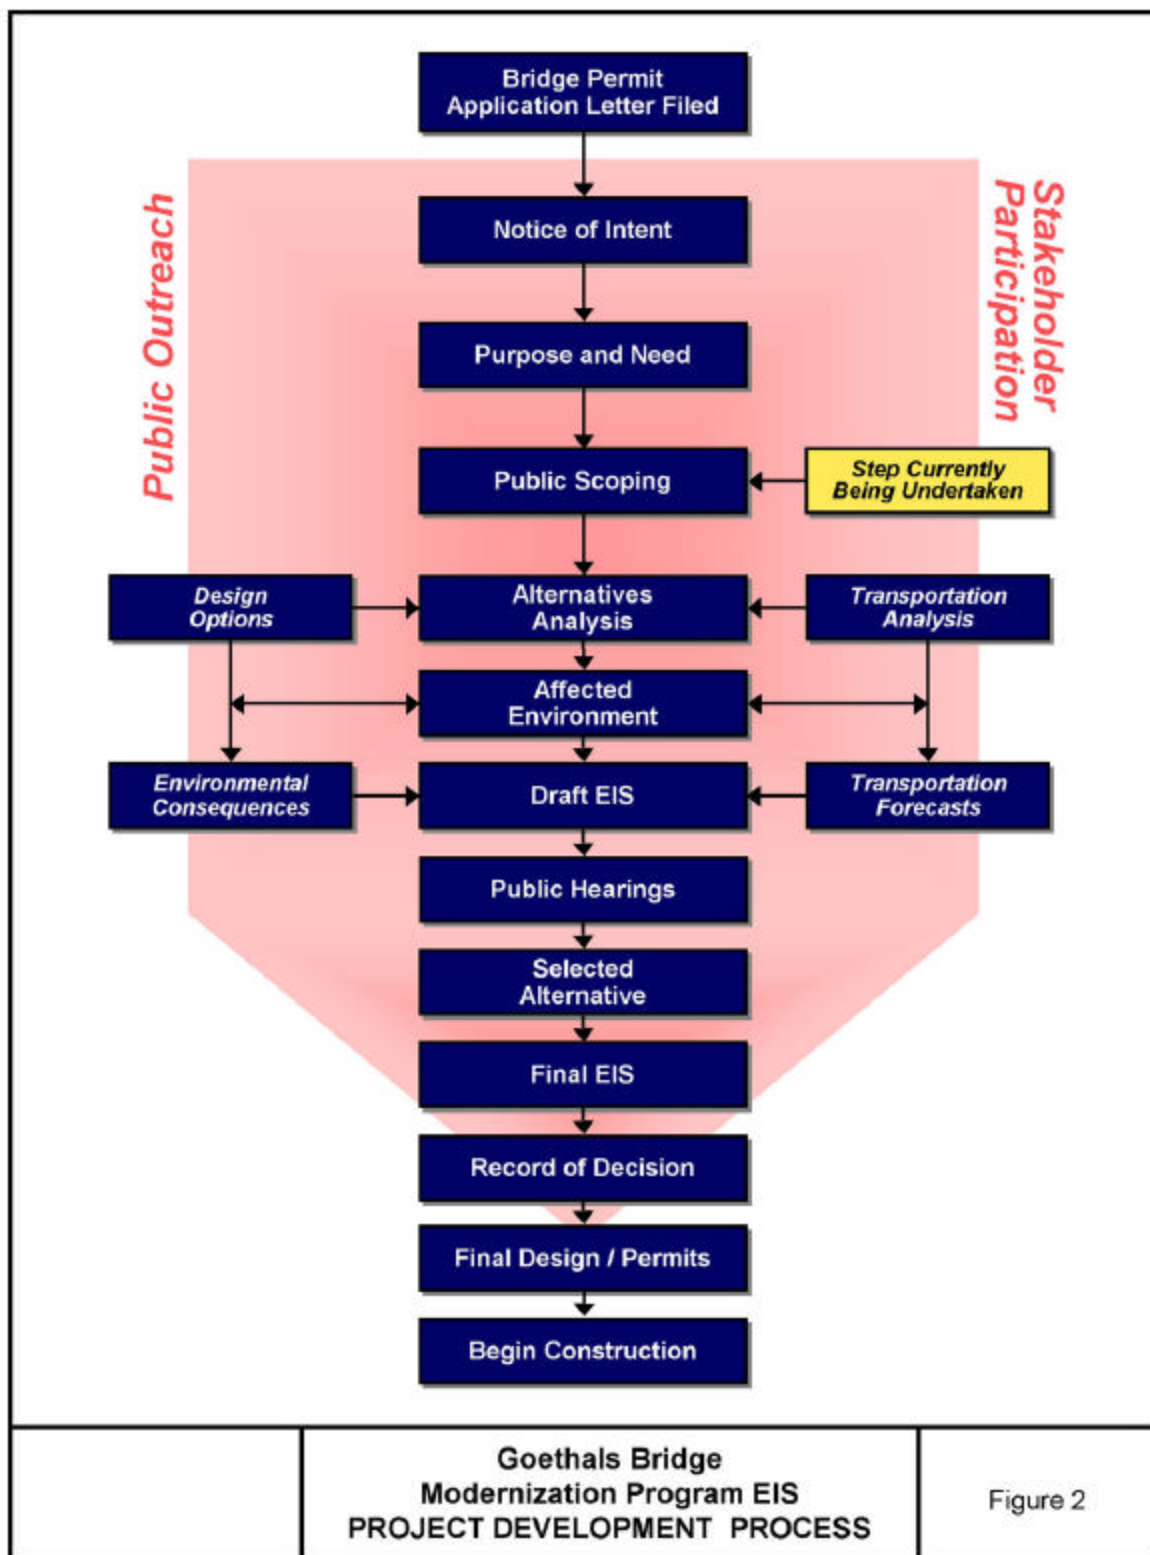 Bridge Permit
Application Letter Filed
Public Outreach
Stakeholder
Participation
Notice of Intent
Purpose and Need
Public Scoping
Step Currently
Being Undertaken
Design
Options
Alternatives
Analysis
Transportation
Analysis
Affected
Environment
Environmental
Consequences
Draft EIS
Transportation
Forecasts
Public Hearings
Selected
Alternative
Final EIS
Record of Decision
Final Design / Permits
Begin Construction
Goethals Bridge
Modernization Program EIS
PROJECT DEVELOPMENT PROCESS
Figure 2